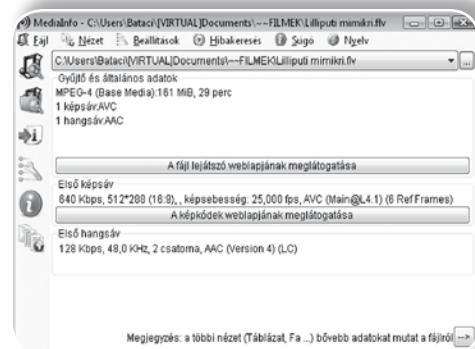 MediaInfo - C:\Users\Bataci\[VIRTUAL]Documents\~~FILMEK\Lilliputi mimikri.flv
Fájl Nézet Beállítások Hibakeresés Súgó Nyelv
C:\Users\Bataci\[VIRTUAL]Documents\~~FILMEK\Lilliputi mimikri.flv
Gyűjtő és általános adatok
MPEG-4 (Base Media):161 MiB, 29 perc
1 képsáv:AVC
1 hangsáv:AAC
A fájl lejátszó weblapjának meglátogatása
Első képsáv
640 Kbps, 512*288 (16:9), , képsebesség: 25,000 fps, AVC (Main@L4.1) (6 Ref Frames)
A képkódek weblapjának meglátogatása
Első hangsáv
128 Kbps, 48,0 KHz, 2 csatorna, AAC (Version 4) (LC)
Megjegyzés: a többi nézet (Táblázat, Fa ...) bővebb adatokat mutat a fájlról -->